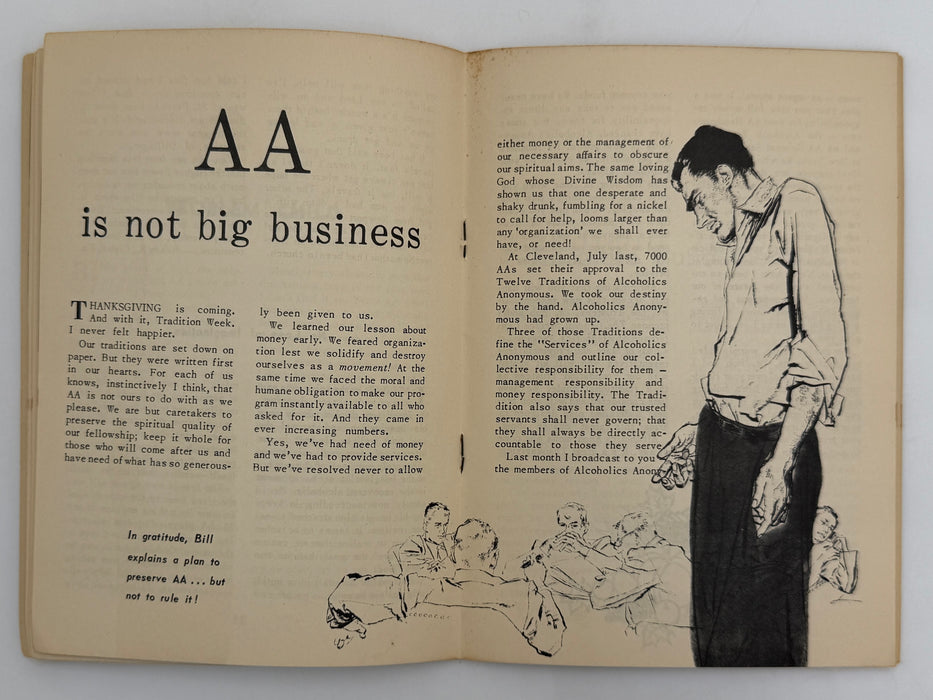 AA
is not big business
THANKSGIVING is coming.
And with it, Tradition Week.
I never felt happier.
Our traditions are set down on
paper. But they were written first
in our hearts. For each of us
knows, instinctively I think, that
AA is not ours to do with as we
please. We are but caretakers to
preserve the spiritual quality of
our fellowship; keep it whole for
those who will come after us and
have need of what has so generous-
In gratitude, Bill
explains a plan to
preserve AA ... but
not to rule it!
ly been given to us.
We learned our lesson about
money early. We feared organiza-
tion lest we solidify and destroy
ourselves as a movement! At the
same time we faced the moral and
humane obligation to make our pro-
gram instantly available to all who
asked for it. And they came in
ever increasing numbers.
Yes, we've had need of money
and we've had to provide services.
But we've resolved never to allow
either money or the management of
our necessary affairs to obscure
our spiritual aims. The same loving
God whose Divine Wisdom has
shown us that one desperate and
shaky drunk, fumbling for a nickel
to call for help, looms larger than
any 'organization' we shall ever
have, or need!
At Cleveland, July last, 7000
AAs set their approval to the
Twelve Traditions of Alcoholics
Anonymous. We took our destiny
by the hand. Alcoholics Anony-
mous had grown up.
Three of those Traditions de-
fine the "Services" of Alcoholics
Anonymous and outline our col-
lective responsibility for them -
management responsibility and
money responsibility. The Tradi-
dition also says that our trusted
servants shall never govern; that
they shall always be directly ac-
countable to those they serve.
Last month I broadcast to you
the members of Alcoholics Anon